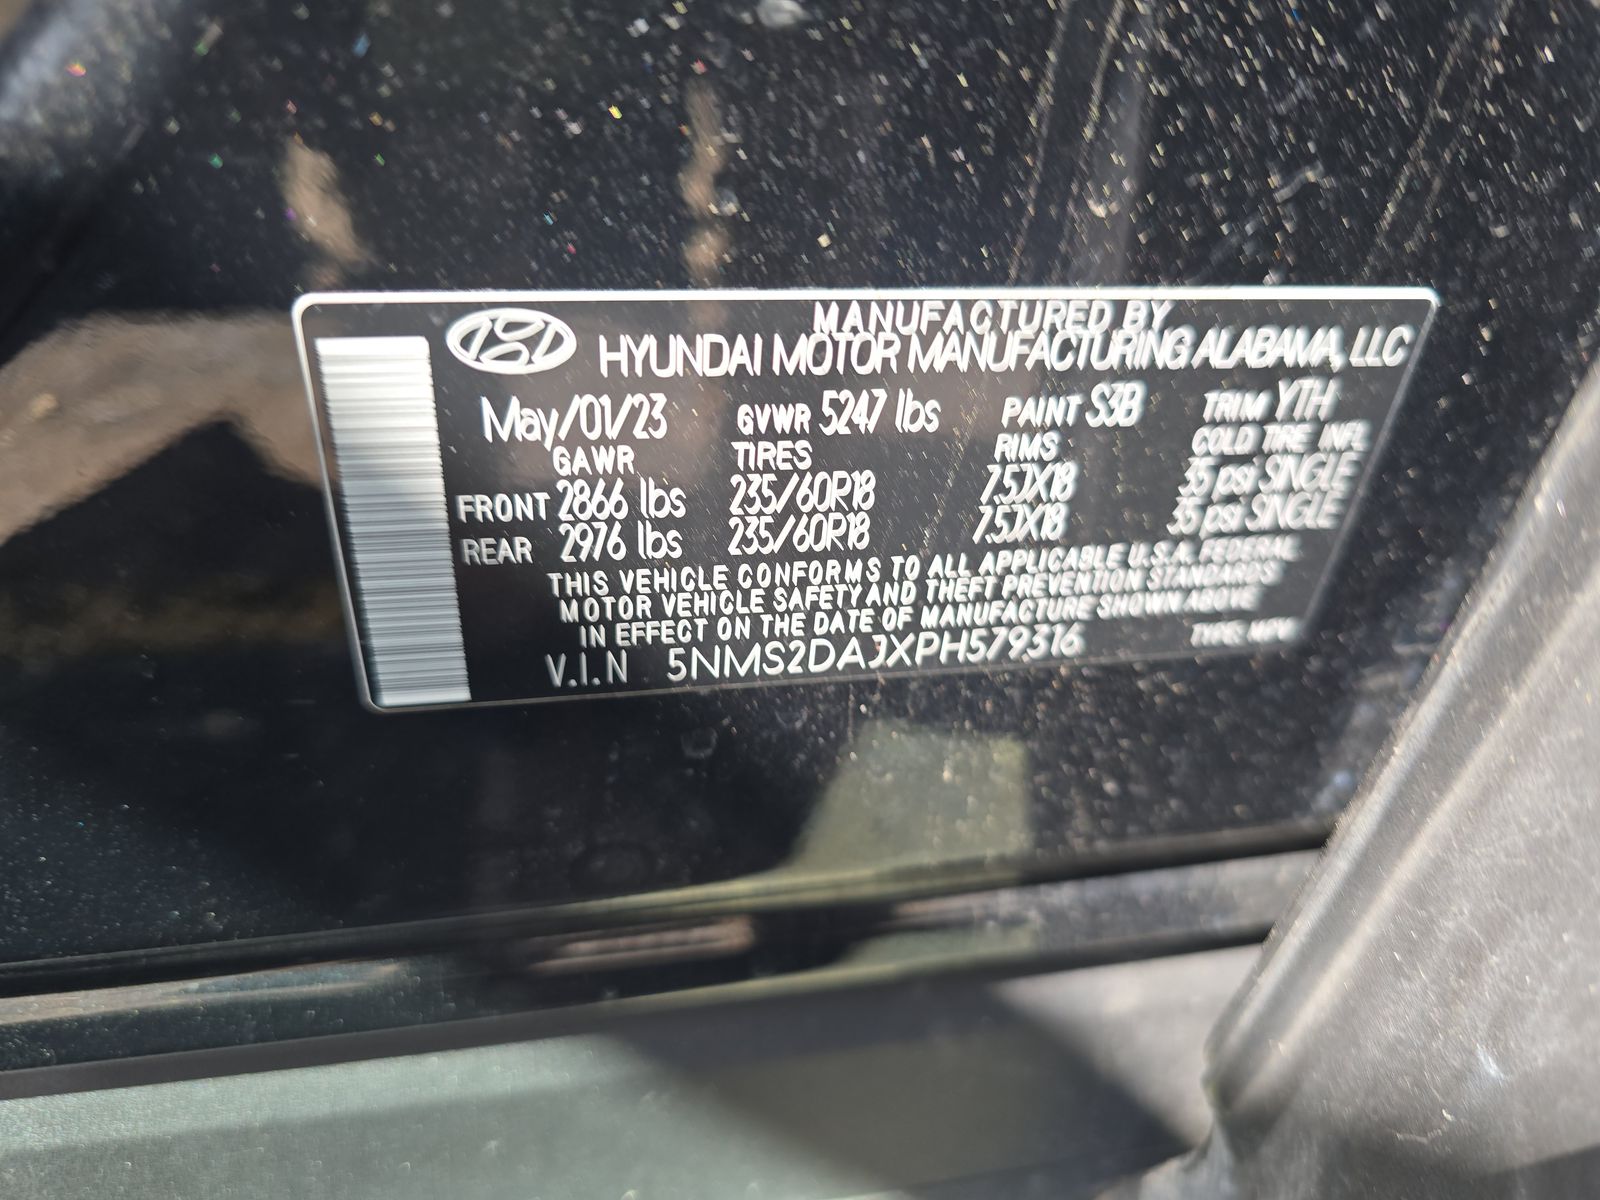 MANUFACTURED BY
HYUNDAI MOTOR MANUFACTURING ALABAMA, LLC
May/01/23 GVWR 5247 lbs PAINT S3B TRIM YTH
GAWR TIRES RIMS COLD TIRE INFL
FRONT 2866 lbs 235/60R18 7.5JX18 35 psi SINGLE
REAR 2976 lbs 235/60R18 7.5JX18 35 psi SINGLE
THIS VEHICLE CONFORMS TO ALL APPLICABLE U.S.A. FEDERAL
MOTOR VEHICLE SAFETY AND THEFT PREVENTION STANDARDS
IN EFFECT ON THE DATE OF MANUFACTURE SHOWN ABOVE
V.I.N 5NMS2DAJXPH579316 TYPE: MPV